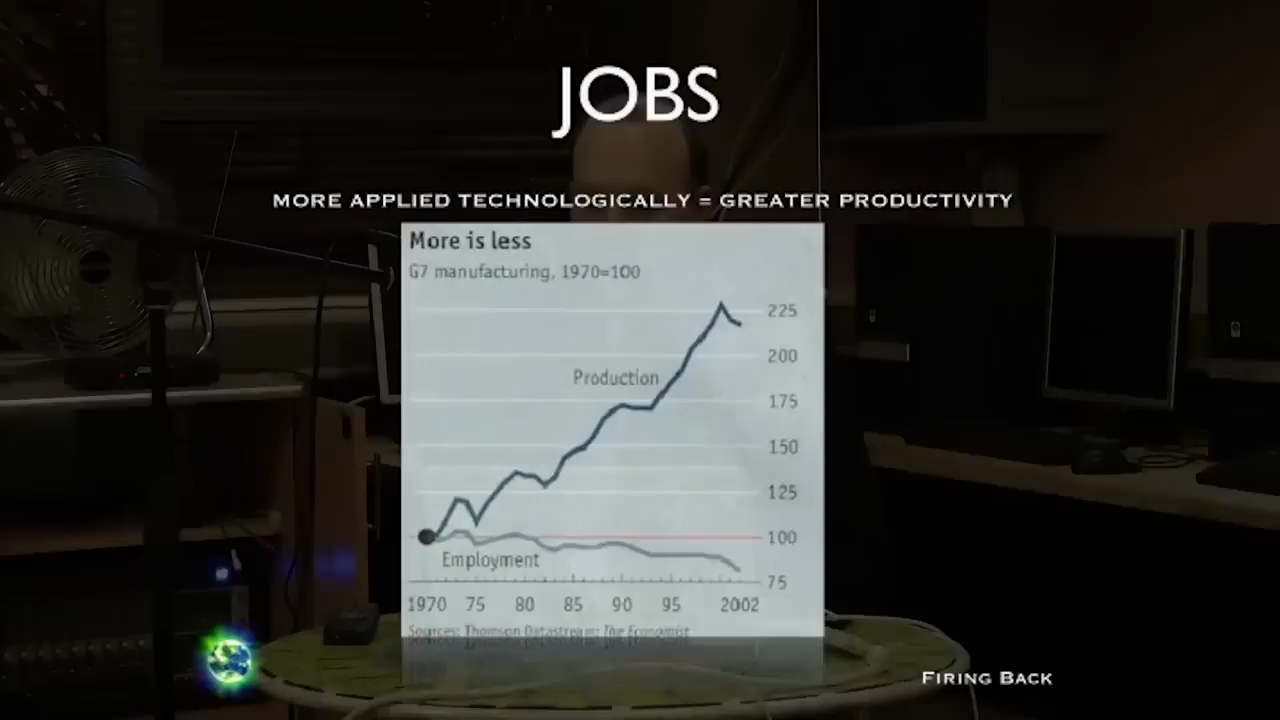 JOBS
MORE APPLIED TECHNOLOGICALLY = GREATER PRODUCTIVITY
More is less
G7 manufacturing, 1970=100
225
200
Production
175
150
125
100
Employment
75
1970 75 80 85 90 95 2002
Sources: Thomson Datastream; The Economist
FIRING BACK